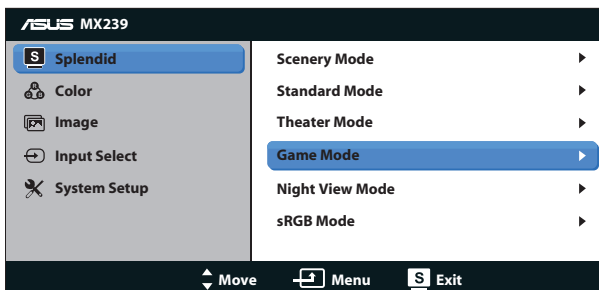 ASUS MX239
S Splendid
Color
Image
Input Select
System Setup
Scenery Mode
Standard Mode
Theater Mode
Game Mode
Night View Mode
sRGB Mode
Move Menu S Exit